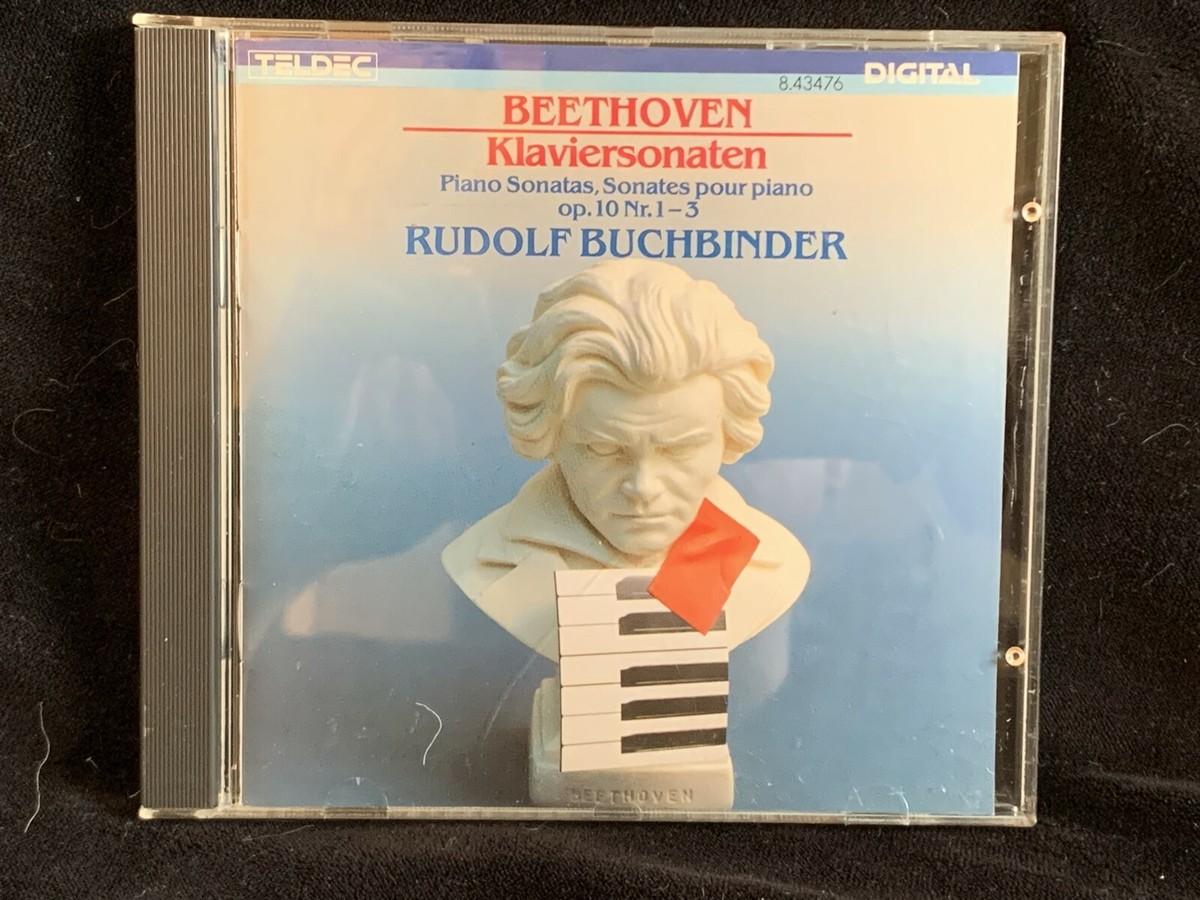 TELDEC
8.43476 DIGITAL
BEETHOVEN
Klaviersonaten
Piano Sonatas, Sonates pour piano
op. 10 Nr. 1–3
RUDOLF BUCHBINDER
BEETHOVEN